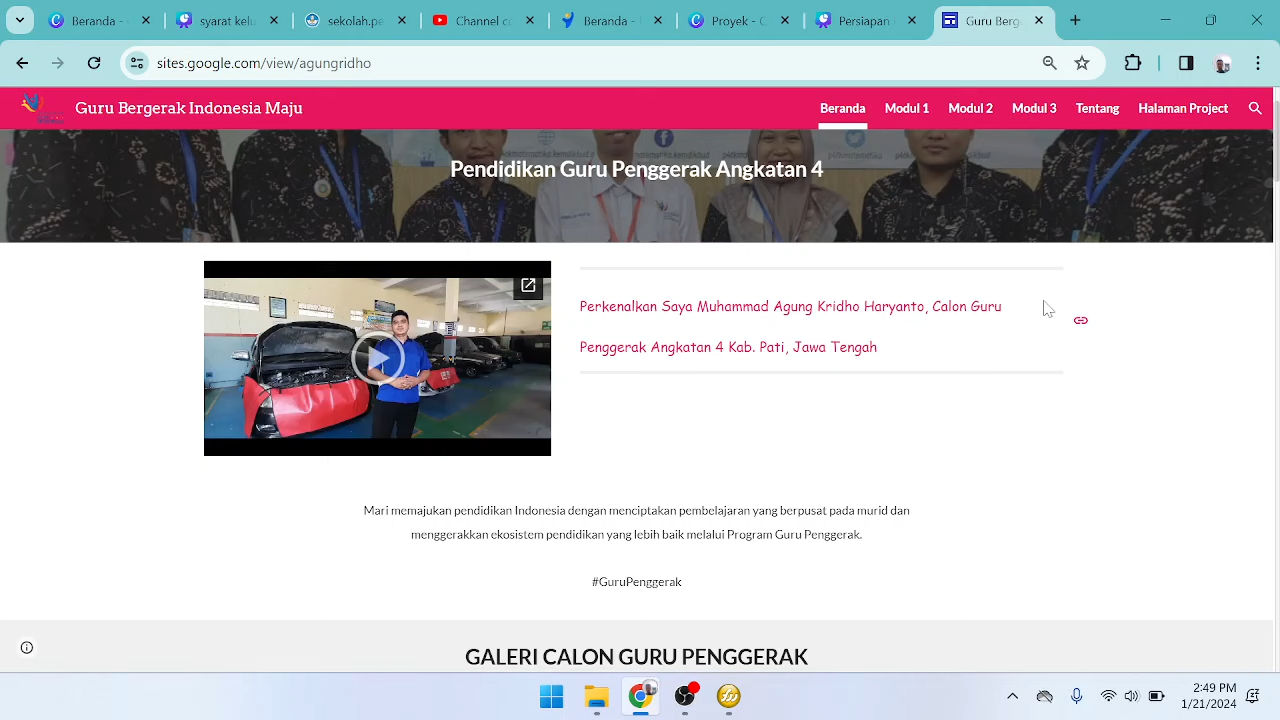 Beranda -
syarat kela
sekolah.pe
Channel co
Beranda -
Proyek - C
Persiapan
Guru Berg
sites.google.com/view/agungridho
Guru Bergerak Indonesia Maju
Beranda
Modul 1
Modul 2
Modul 3
Tentang
Halaman Project
Pendidikan Guru Penggerak Angkatan 4
Perkenalkan Saya Muhammad Agung Kridho Haryanto, Calon Guru
Penggerak Angkatan 4 Kab. Pati, Jawa Tengah
Mari memajukan pendidikan Indonesia dengan menciptakan pembelajaran yang berpusat pada murid dan
menggerakkan ekosistem pendidikan yang lebih baik melalui Program Guru Penggerak.
#GuruPenggerak
GALERI CALON GURU PENGGERAK
2:49 PM
1/21/2024